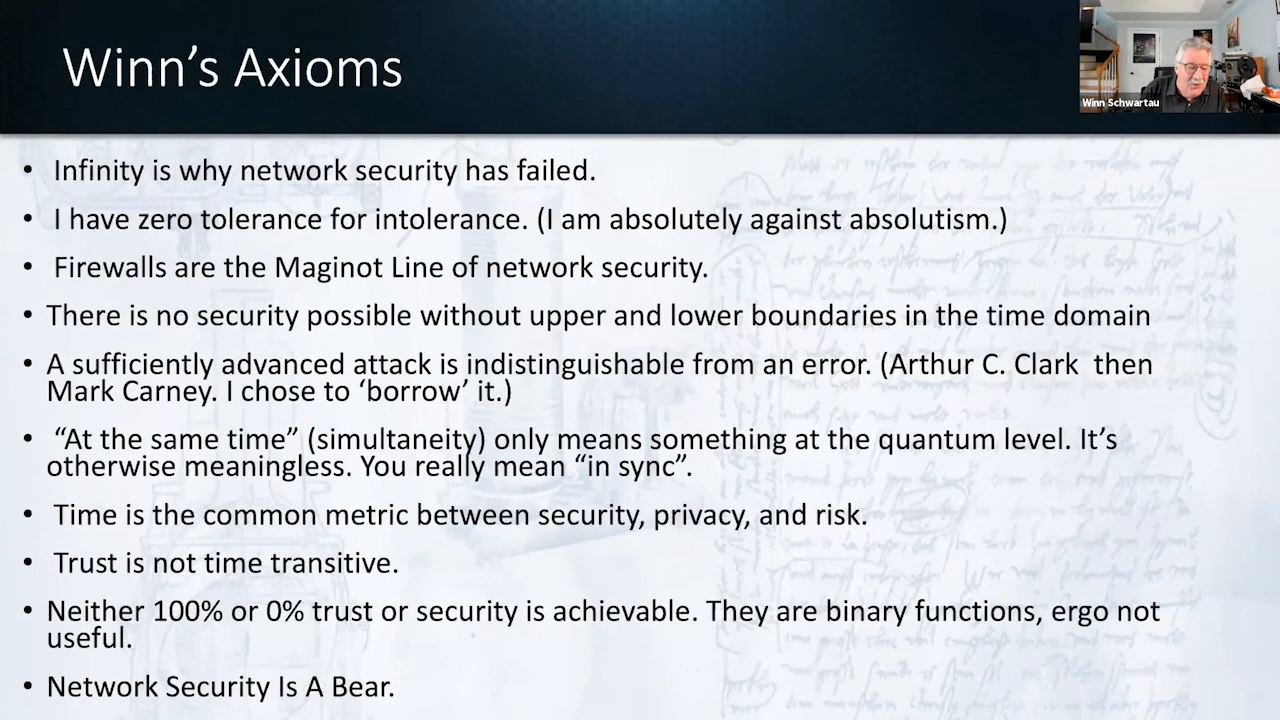 Winn's Axioms
Winn Schwartau
• Infinity is why network security has failed.
• I have zero tolerance for intolerance. (I am absolutely against absolutism.)
• Firewalls are the Maginot Line of network security.
• There is no security possible without upper and lower boundaries in the time domain
• A sufficiently advanced attack is indistinguishable from an error. (Arthur C. Clark then
Mark Carney. I chose to ‘borrow’ it.)
• “At the same time” (simultaneity) only means something at the quantum level. It’s
otherwise meaningless. You really mean “in sync”.
• Time is the common metric between security, privacy, and risk.
• Trust is not time transitive.
• Neither 100% or 0% trust or security is achievable. They are binary functions, ergo not
useful.
• Network Security Is A Bear.